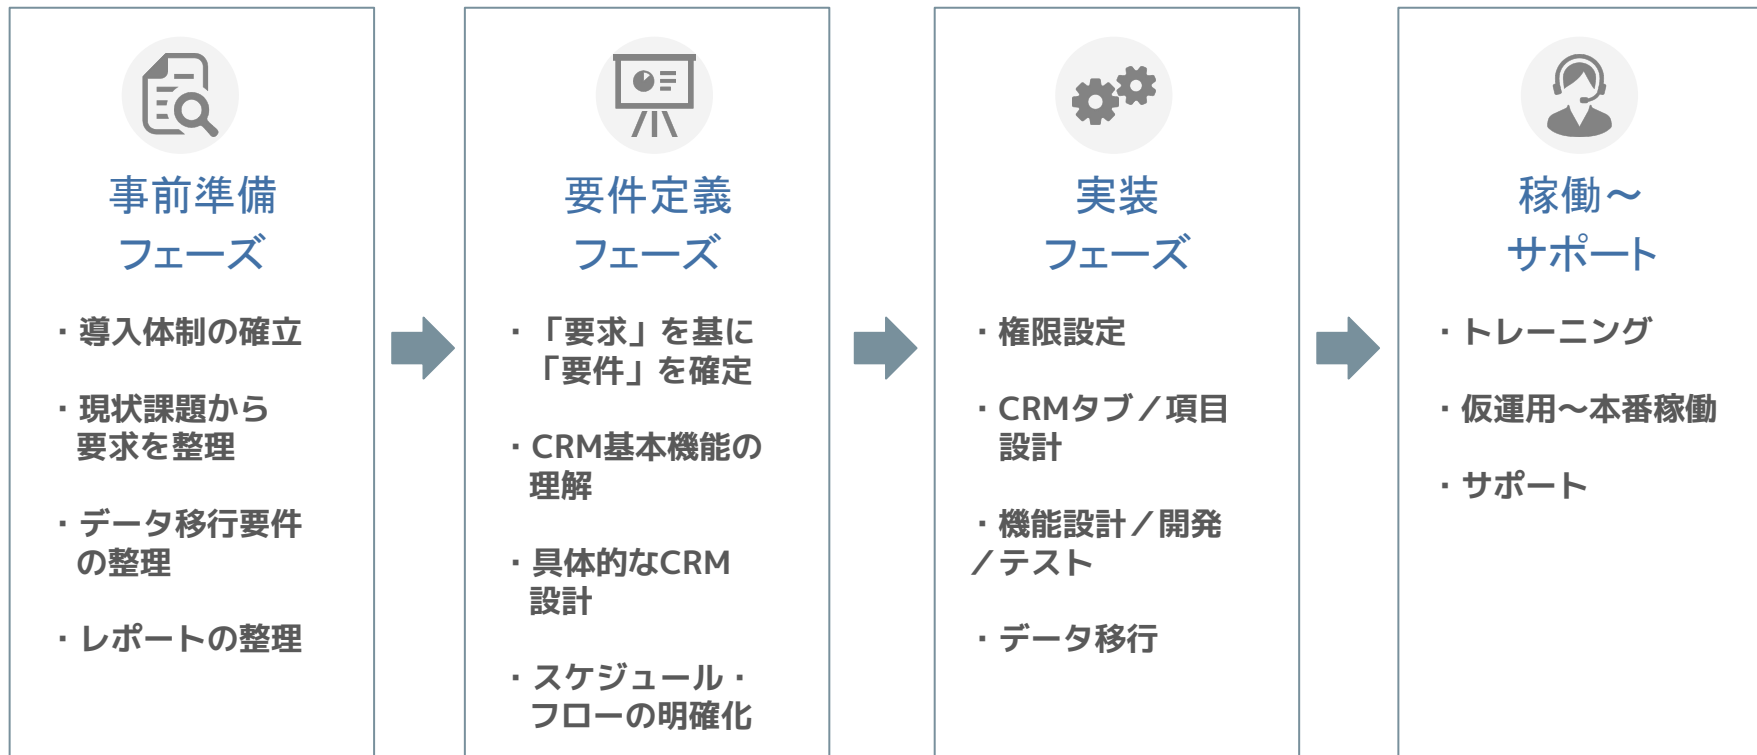 事前準備
フェーズ
・導入体制の確立
・現状課題から
要求を整理
・データ移行要件
の整理
・レポートの整理
要件定義
フェーズ
・「要求」を基に
「要件」を確定
・CRM基本機能の
理解
・具体的なCRM
設計
・スケジュール・
フローの明確化
実装
フェーズ
・権限設定
・CRMタブ／項目
設計
・機能設計／開発
／テスト
・データ移行
稼働～
サポート
・トレーニング
・仮運用～本番稼働
・サポート